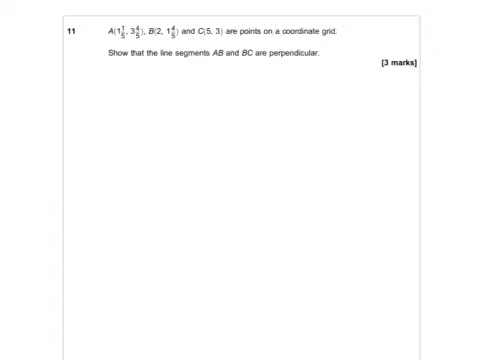 11 A(1 1/5, 3 4/5), B(2, 1 4/5) and C(5, 3) are points on a coordinate grid.
Show that the line segments AB and BC are perpendicular.
[3 marks]